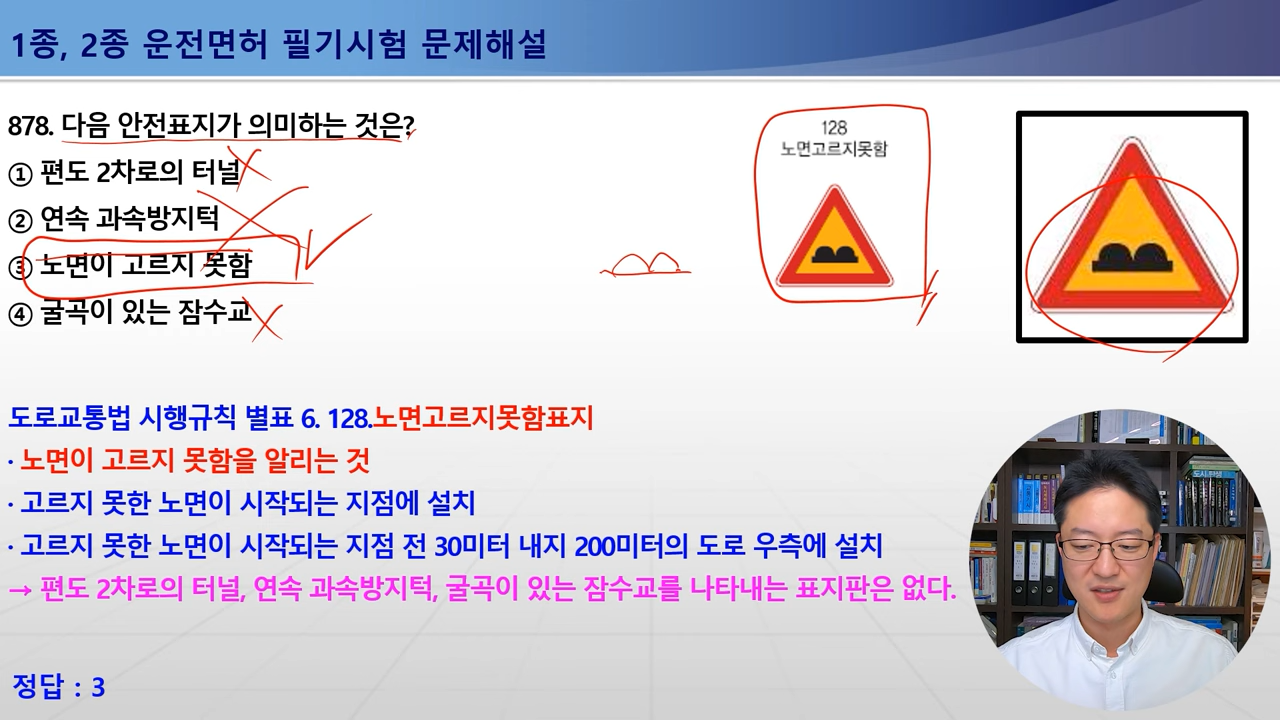 1종, 2종 운전면허 필기시험 문제해설
878. 다음 안전표지가 의미하는 것은?
① 편도 2차로의 터널
② 연속 과속방지턱
③ 노면이 고르지 못함
④ 굴곡이 있는 잠수교
128
노면고르지못함
도로교통법 시행규칙 별표 6. 128.노면고르지못함표지
· 노면이 고르지 못함을 알리는 것
· 고르지 못한 노면이 시작되는 지점에 설치
· 고르지 못한 노면이 시작되는 지점 전 30미터 내지 200미터의 도로 우측에 설치
→ 편도 2차로의 터널, 연속 과속방지턱, 굴곡이 있는 잠수교를 나타내는 표지판은 없다.
정답 : 3